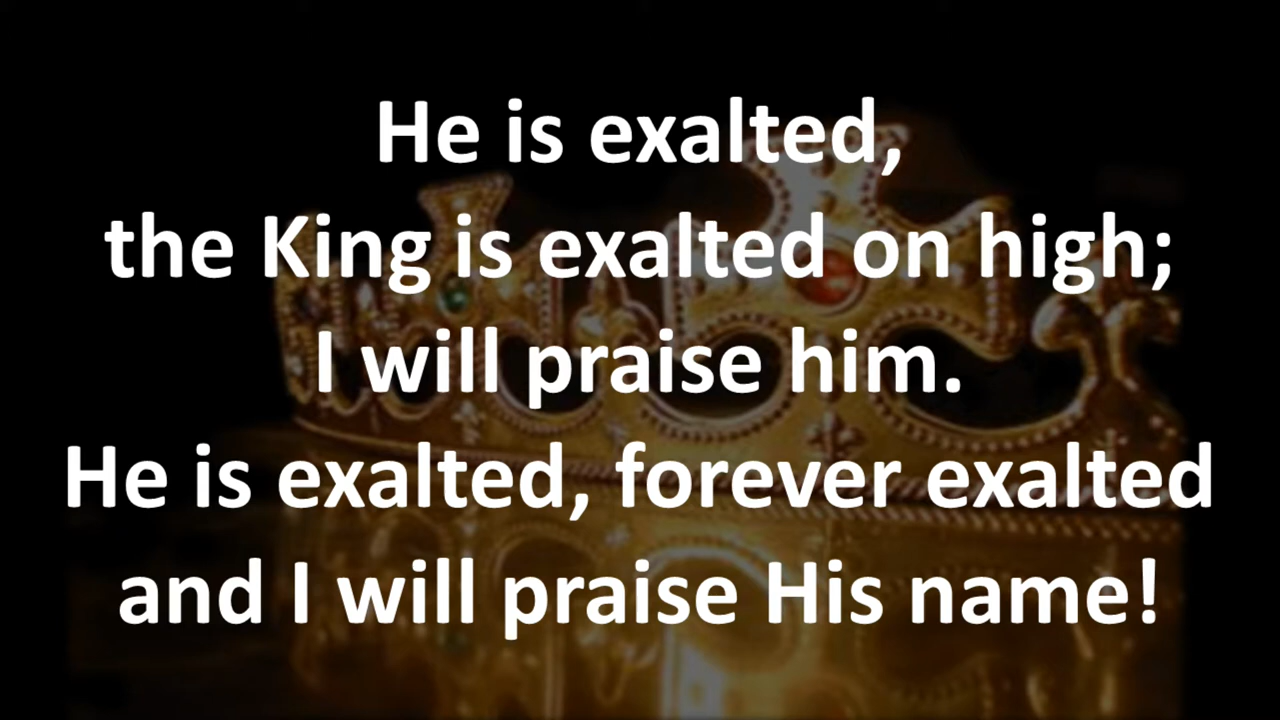 He is exalted,
the King is exalted on high;
I will praise him.
He is exalted, forever exalted
and I will praise His name!